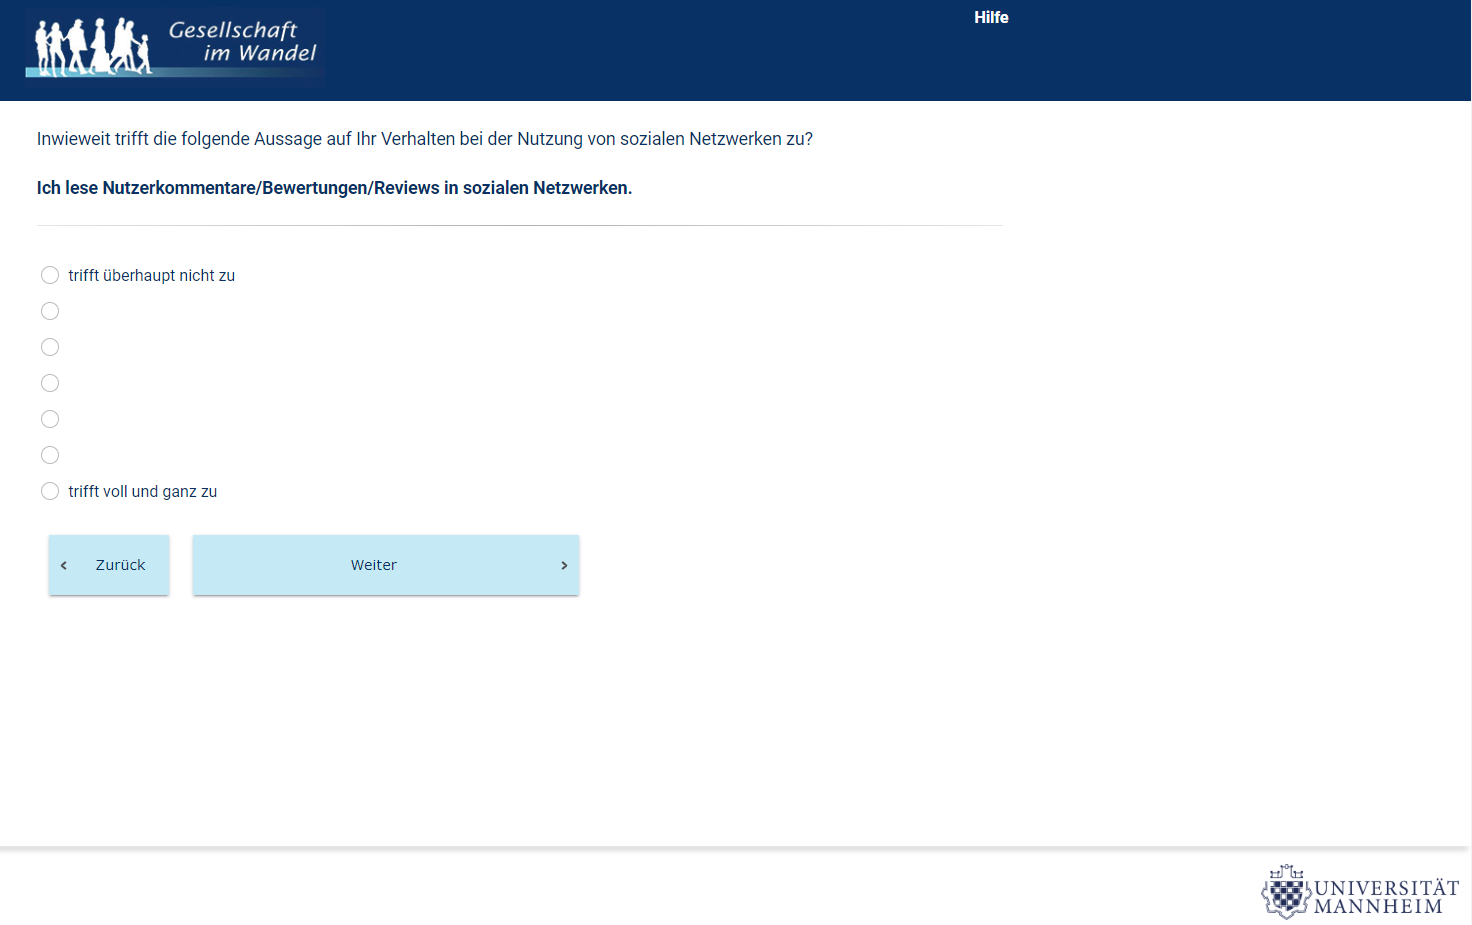 Gesellschaft
im Wandel
Hilfe
Inwieweit trifft die folgende Aussage auf Ihr Verhalten bei der Nutzung von sozialen Netzwerken zu?
Ich lese Nutzerkommentare/Bewertungen/Reviews in sozialen Netzwerken.
trifft überhaupt nicht zu
trifft voll und ganz zu
‹ Zurück
Weiter ›
UNIVERSITÄT
MANNHEIM